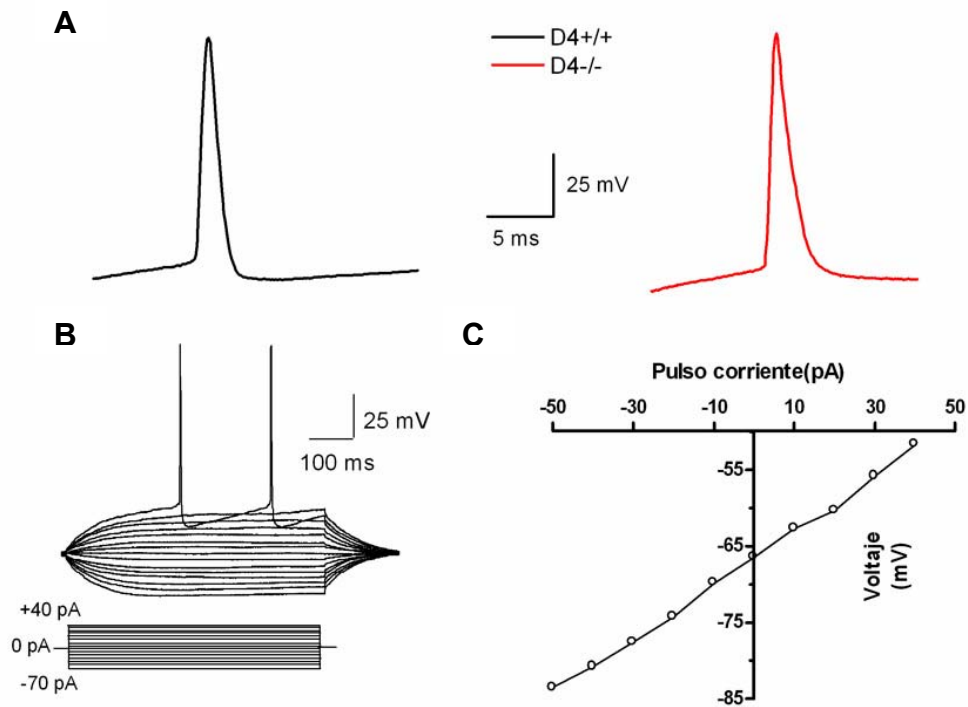 A
D4+/+
D4-/-
25 mV
5 ms
B
25 mV
100 ms
+40 pA
0 pA
-70 pA
C
Pulso corriente(pA)
-50 -30 -10 10 30 50
-55
-65
-75
-85
Voltaje
(mV)